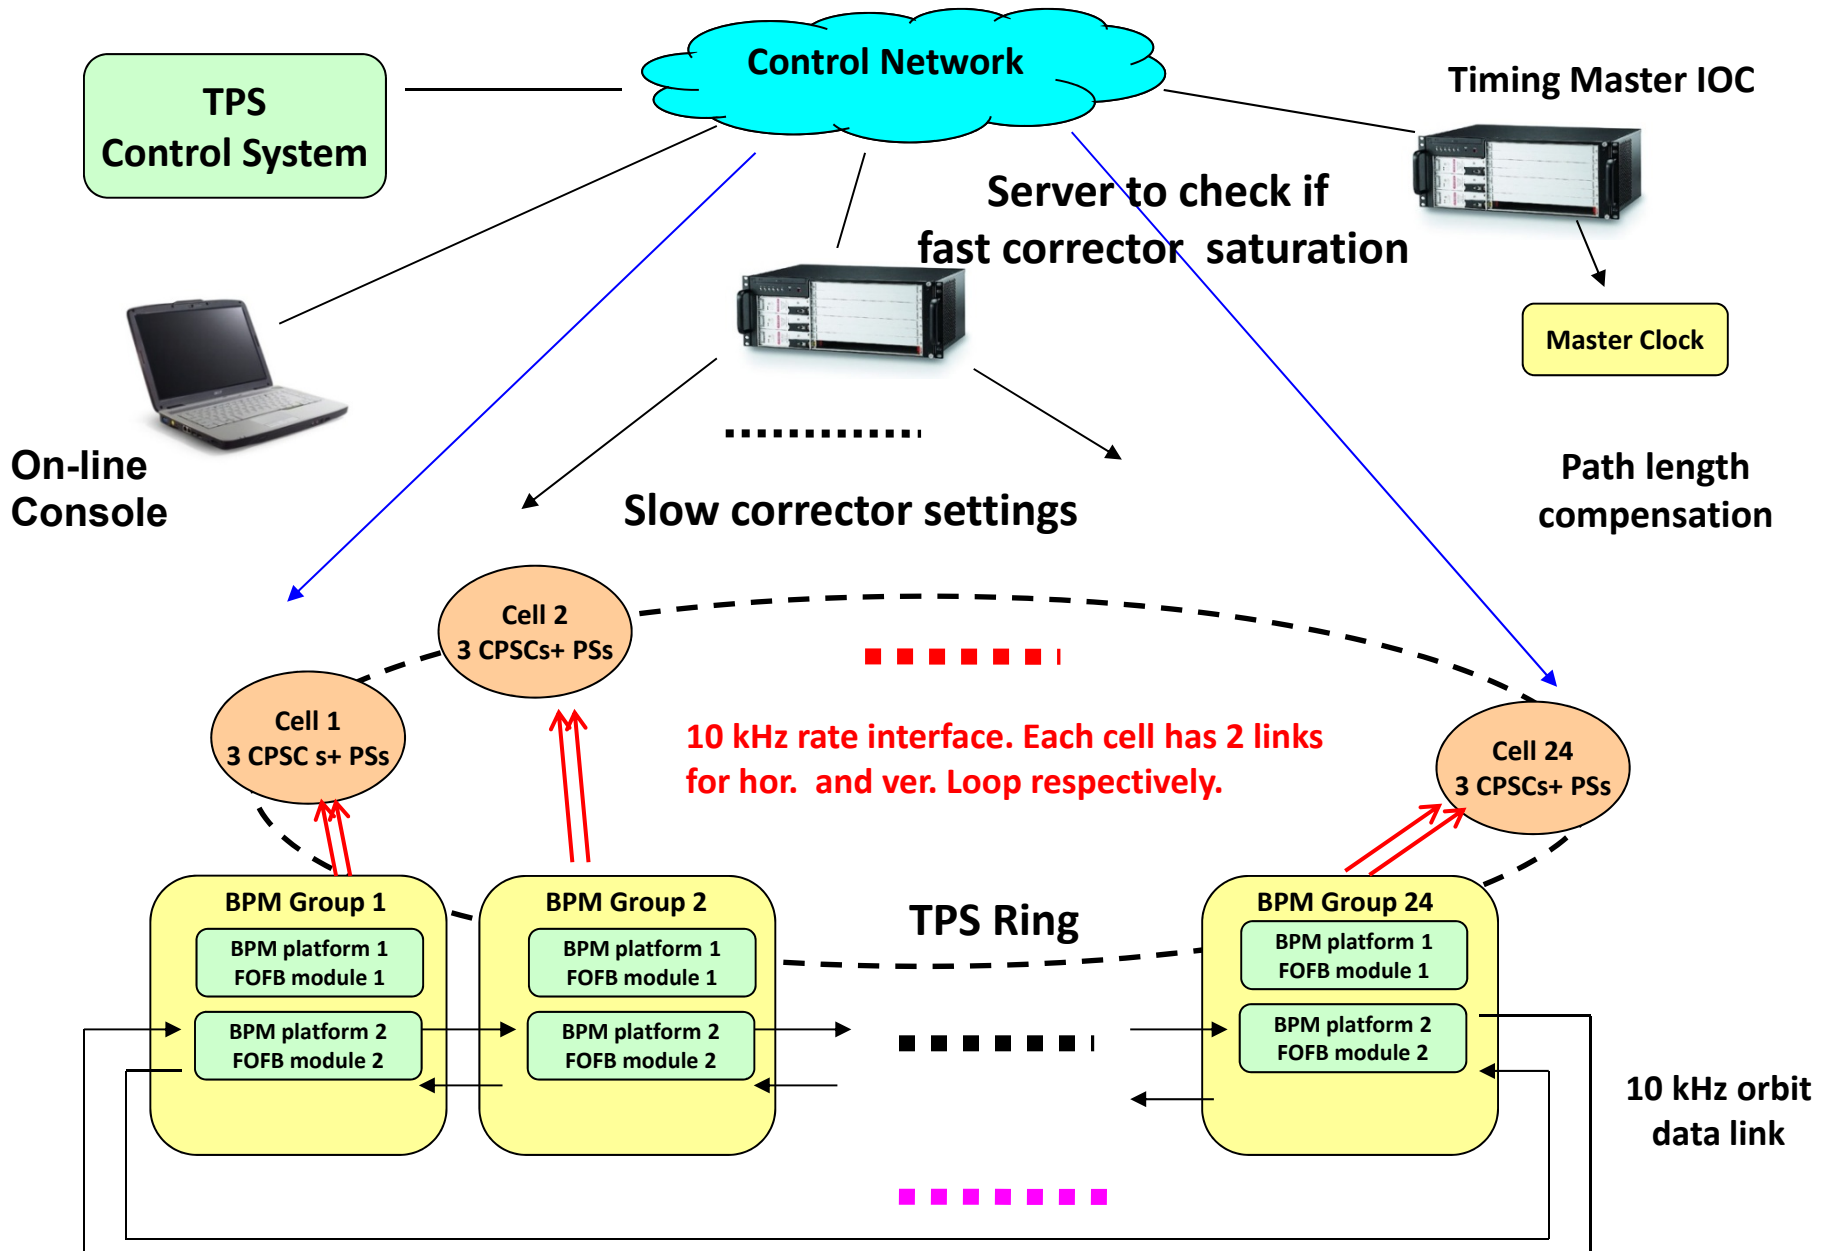 Control Network
TPS
Control System
Timing Master IOC
Server to check if
fast corrector saturation
Master Clock
On-line
Console
Slow corrector settings
Path length
compensation
Cell 2
3 CPSCs+ PSs
Cell 1
3 CPSC s+ PSs
10 kHz rate interface. Each cell has 2 links
for hor. and ver. Loop respectively.
Cell 24
3 CPSCs+ PSs
BPM Group 1
BPM platform 1
FOFB module 1
BPM platform 2
FOFB module 2
BPM Group 2
BPM platform 1
FOFB module 1
BPM platform 2
FOFB module 2
TPS Ring
BPM Group 24
BPM platform 1
FOFB module 1
BPM platform 2
FOFB module 2
10 kHz orbit
data link